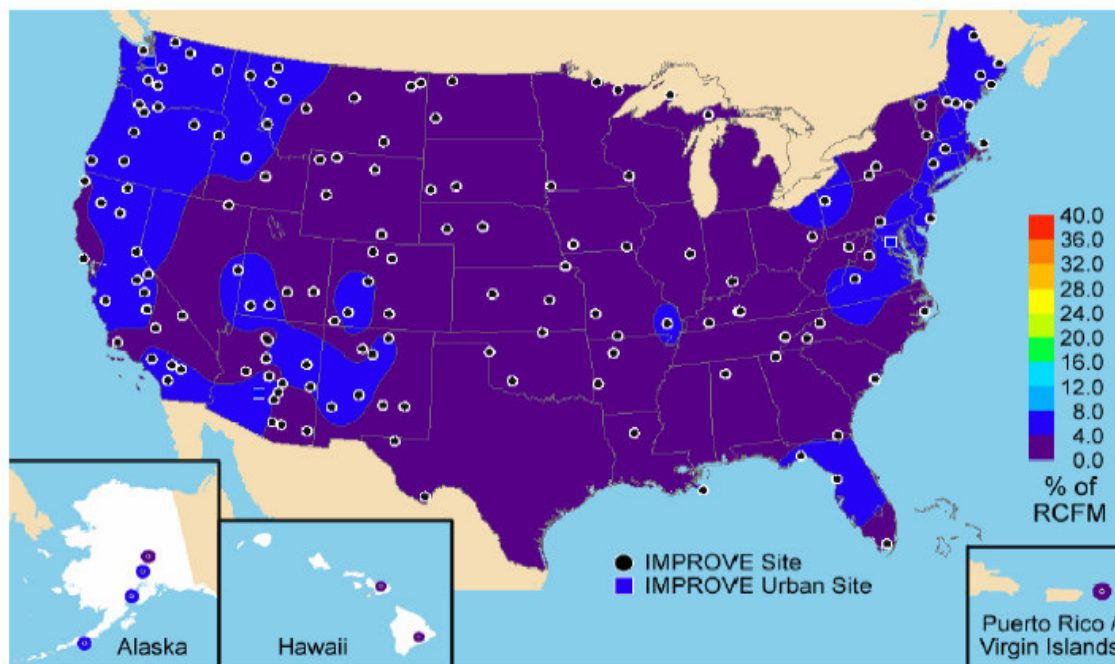 40.0
36.0
32.0
28.0
24.0
20.0
16.0
12.0
8.0
4.0
0.0
% of
RCFM
IMPROVE Site
IMPROVE Urban Site
Alaska
Hawaii
Puerto Rico /
Virgin Islands